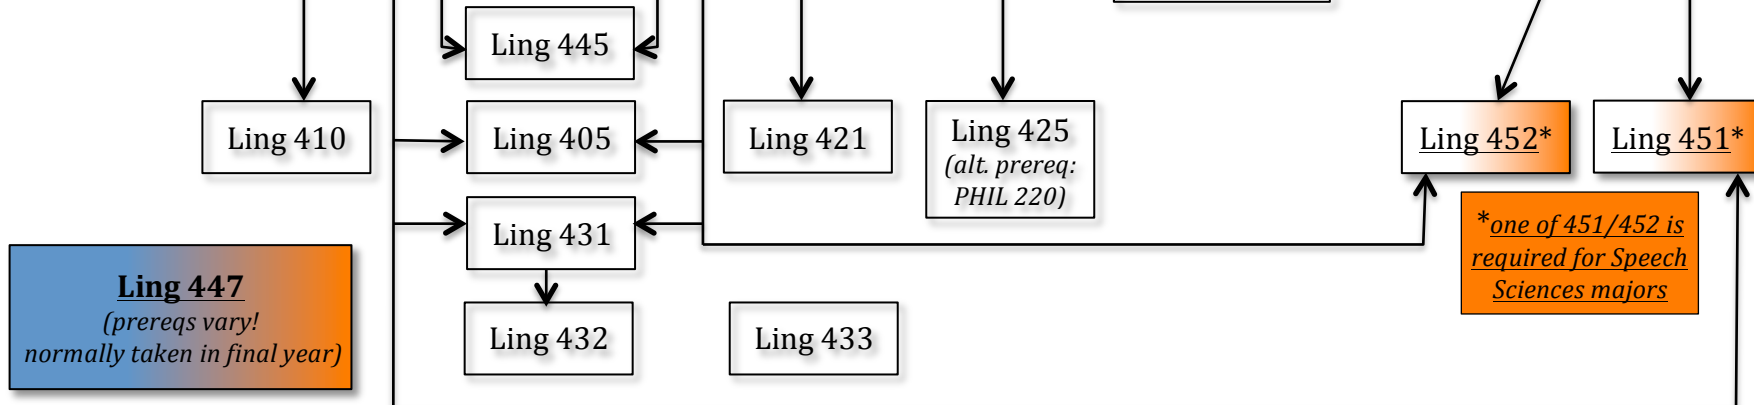 Ling 445
Ling 410
Ling 405
Ling 421
Ling 425
(alt. prereq:
PHIL 220)
Ling 452*
Ling 451*
Ling 431
*one of 451/452 is
required for Speech
Sciences majors
Ling 447
(prereqs vary!
normally taken in final year)
Ling 432
Ling 433